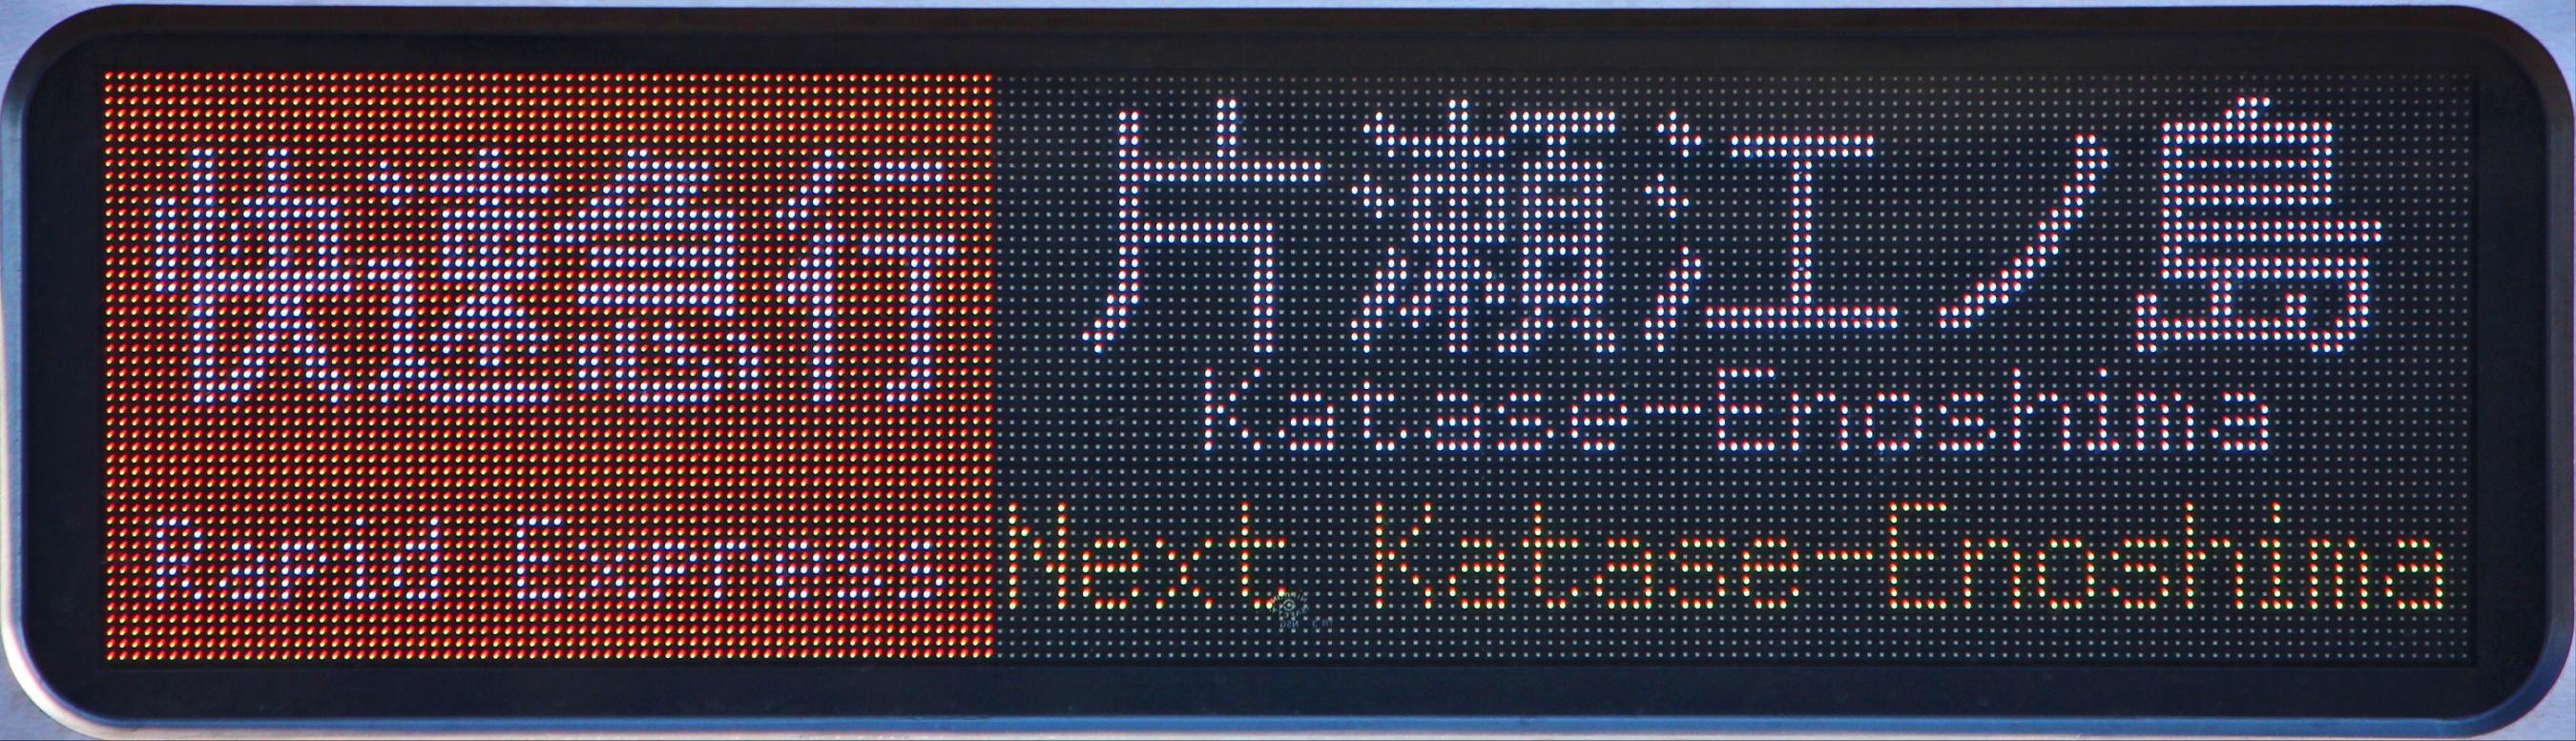 快速急行 片瀬江ノ島
Katase-Enoshima
Rapid Express Next Katase-Enoshima